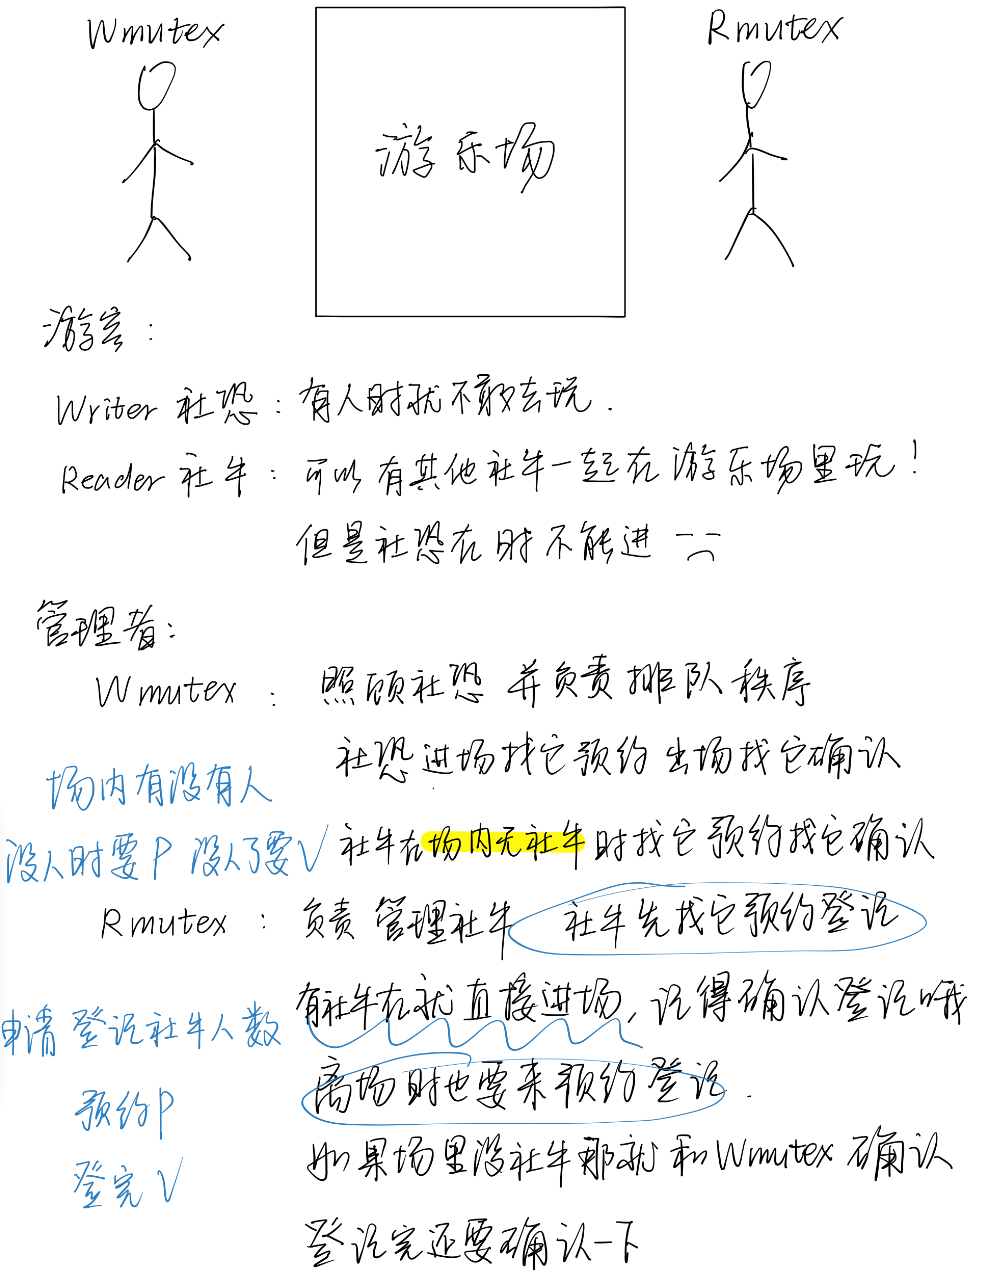 Wmutex
Rmutex
游乐场
游客：
Writer 社恐：有人时就不敢去玩.
Reader 社牛：可以有其他社牛一起在游乐场里玩！
但是社恐在时不能进
管理者：
Wmutex：照顾社恐 并负责排队秩序
社恐进场找它预约 出场找它确认
场内有没有人
没人时要P 没人了要V
社牛在场内无社牛时找它预约找它确认
Rmutex：负责管理社牛 社牛先找它预约登记
有社牛在就直接进场，记得确认登记哦
申请登记社牛人数
离场时也要来预约登记.
预约P
如果场里没社牛那就和Wmutex确认
登完V
登记完还要确认一下